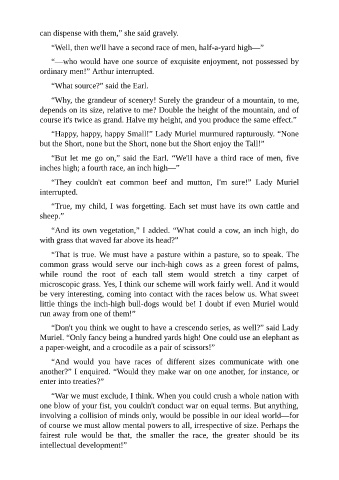 can dispense with them," she said gravely.
"Well, then we'll have a second race of men, half-a-yard high—"
"—who would have one source of exquisite enjoyment, not possessed by
ordinary men!" Arthur interrupted.
"What source?" said the Earl.
"Why, the grandeur of scenery! Surely the grandeur of a mountain, to me,
depends on its size, relative to me? Double the height of the mountain, and of
course it's twice as grand. Halve my height, and you produce the same effect."
"Happy, happy, happy Small!" Lady Muriel murmured rapturously. "None
but the Short, none but the Short, none but the Short enjoy the Tall!"
"But let me go on," said the Earl. "We'll have a third race of men, five
inches high; a fourth race, an inch high—"
"They couldn't eat common beef and mutton, I'm sure!" Lady Muriel
interrupted.
"True, my child, I was forgetting. Each set must have its own cattle and
sheep."
"And its own vegetation," I added. "What could a cow, an inch high, do
with grass that waved far above its head?"
"That is true. We must have a pasture within a pasture, so to speak. The
common grass would serve our inch-high cows as a green forest of palms,
while round the root of each tall stem would stretch a tiny carpet of
microscopic grass. Yes, I think our scheme will work fairly well. And it would
be very interesting, coming into contact with the races below us. What sweet
little things the inch-high bull-dogs would be! I doubt if even Muriel would
run away from one of them!"
"Don't you think we ought to have a crescendo series, as well?" said Lady
Muriel. "Only fancy being a hundred yards high! One could use an elephant as
a paper-weight, and a crocodile as a pair of scissors!"
"And would you have races of different sizes communicate with one
another?" I enquired. "Would they make war on one another, for instance, or
enter into treaties?"
"War we must exclude, I think. When you could crush a whole nation with
one blow of your fist, you couldn't conduct war on equal terms. But anything,
involving a collision of minds only, would be possible in our ideal world—for
of course we must allow mental powers to all, irrespective of size. Perhaps the
fairest rule would be that, the smaller the race, the greater should be its
intellectual development!"